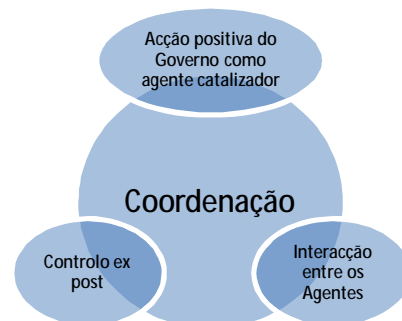 Acção positiva do
Governo como
agente catalizador
Coordenação
Controlo ex
post
Interacção
entre os
Agentes